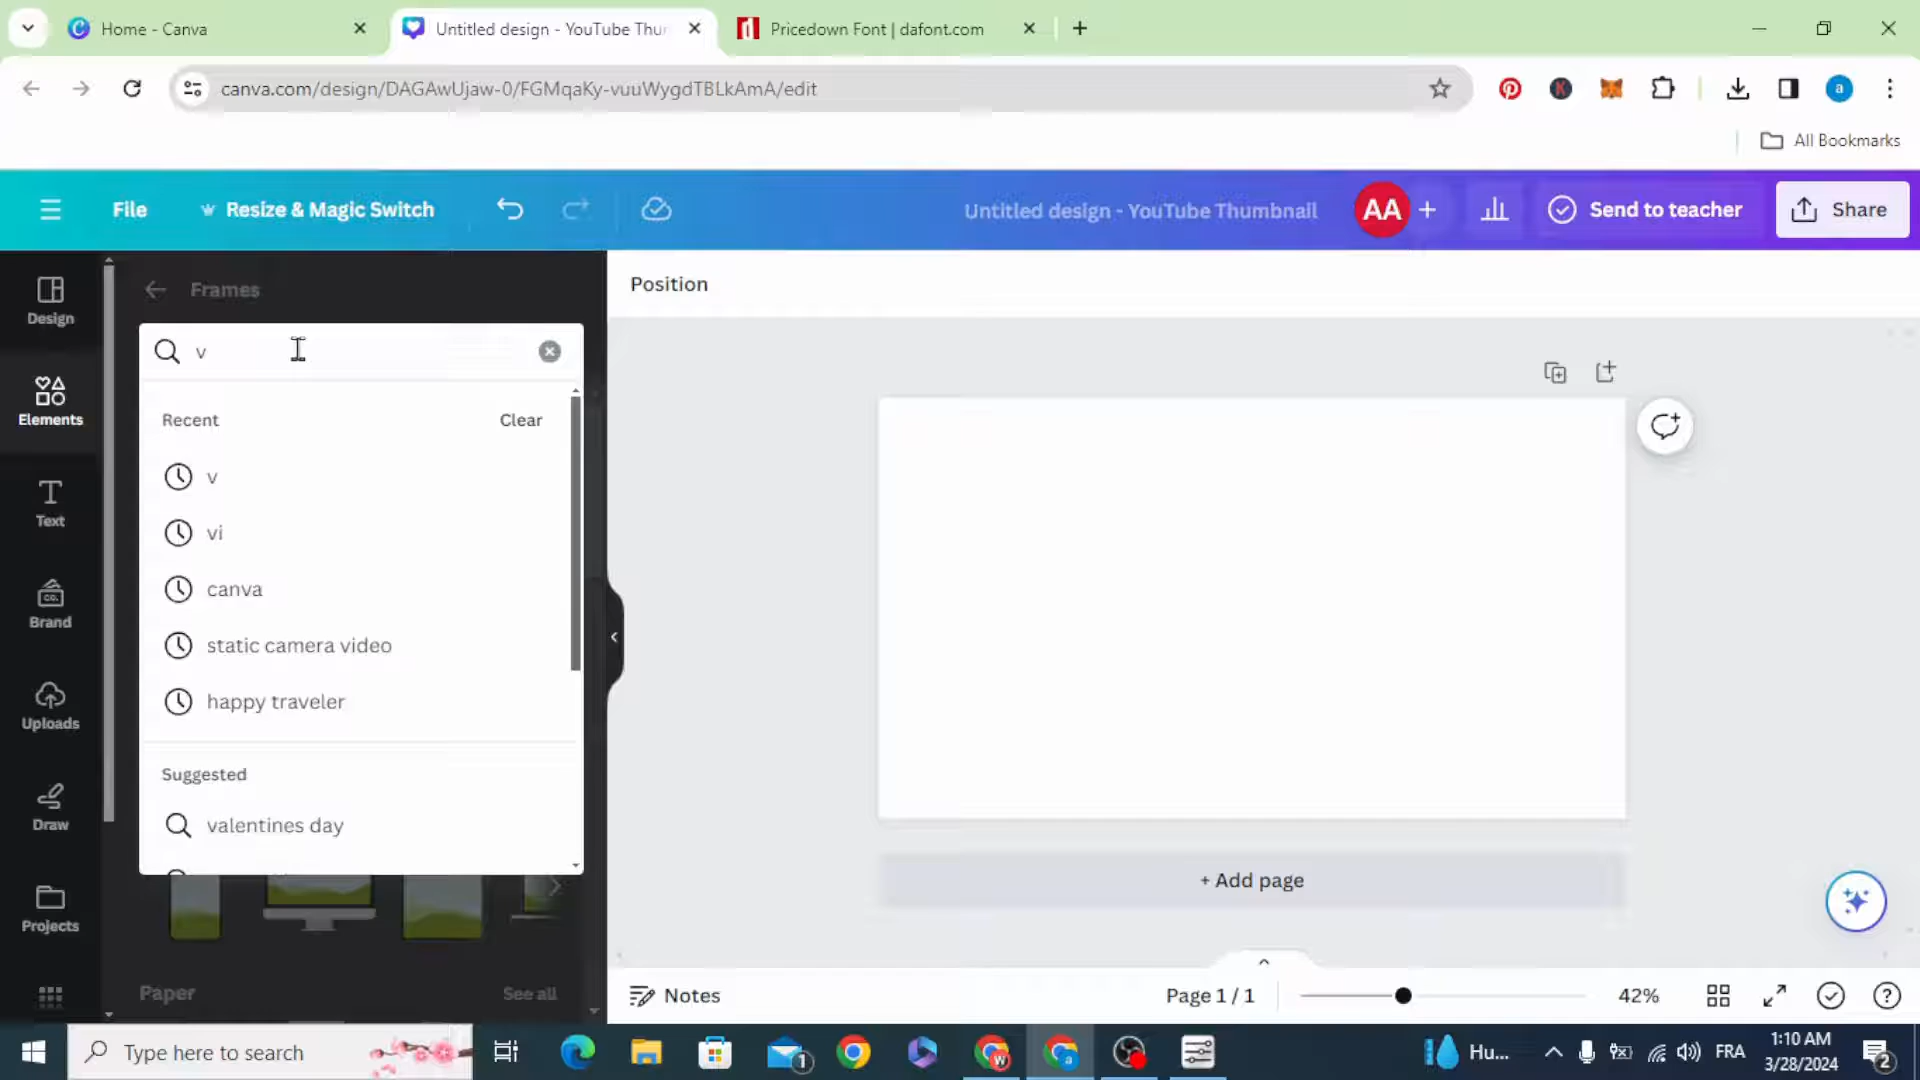 Home - Canva
Untitled design - YouTube Thum
Pricedown Font | dafont.com
canva.com/design/DAGAwUjaw-0/FGMqaKy-vuuWygdTBLkAmA/edit
a
All Bookmarks
File
Resize & Magic Switch
Untitled design - YouTube Thumbnail
AA
Send to teacher
Share
Design
Elements
Text
Brand
Uploads
Draw
Projects
Frames
v
Recent
Clear
v
vi
canva
static camera video
happy traveler
Suggested
valentines day
Paper
See all
Position
+ Add page
Notes
Page 1 / 1
42%
Type here to search
1
Hu...
FRA
1:10 AM
3/28/2024
2